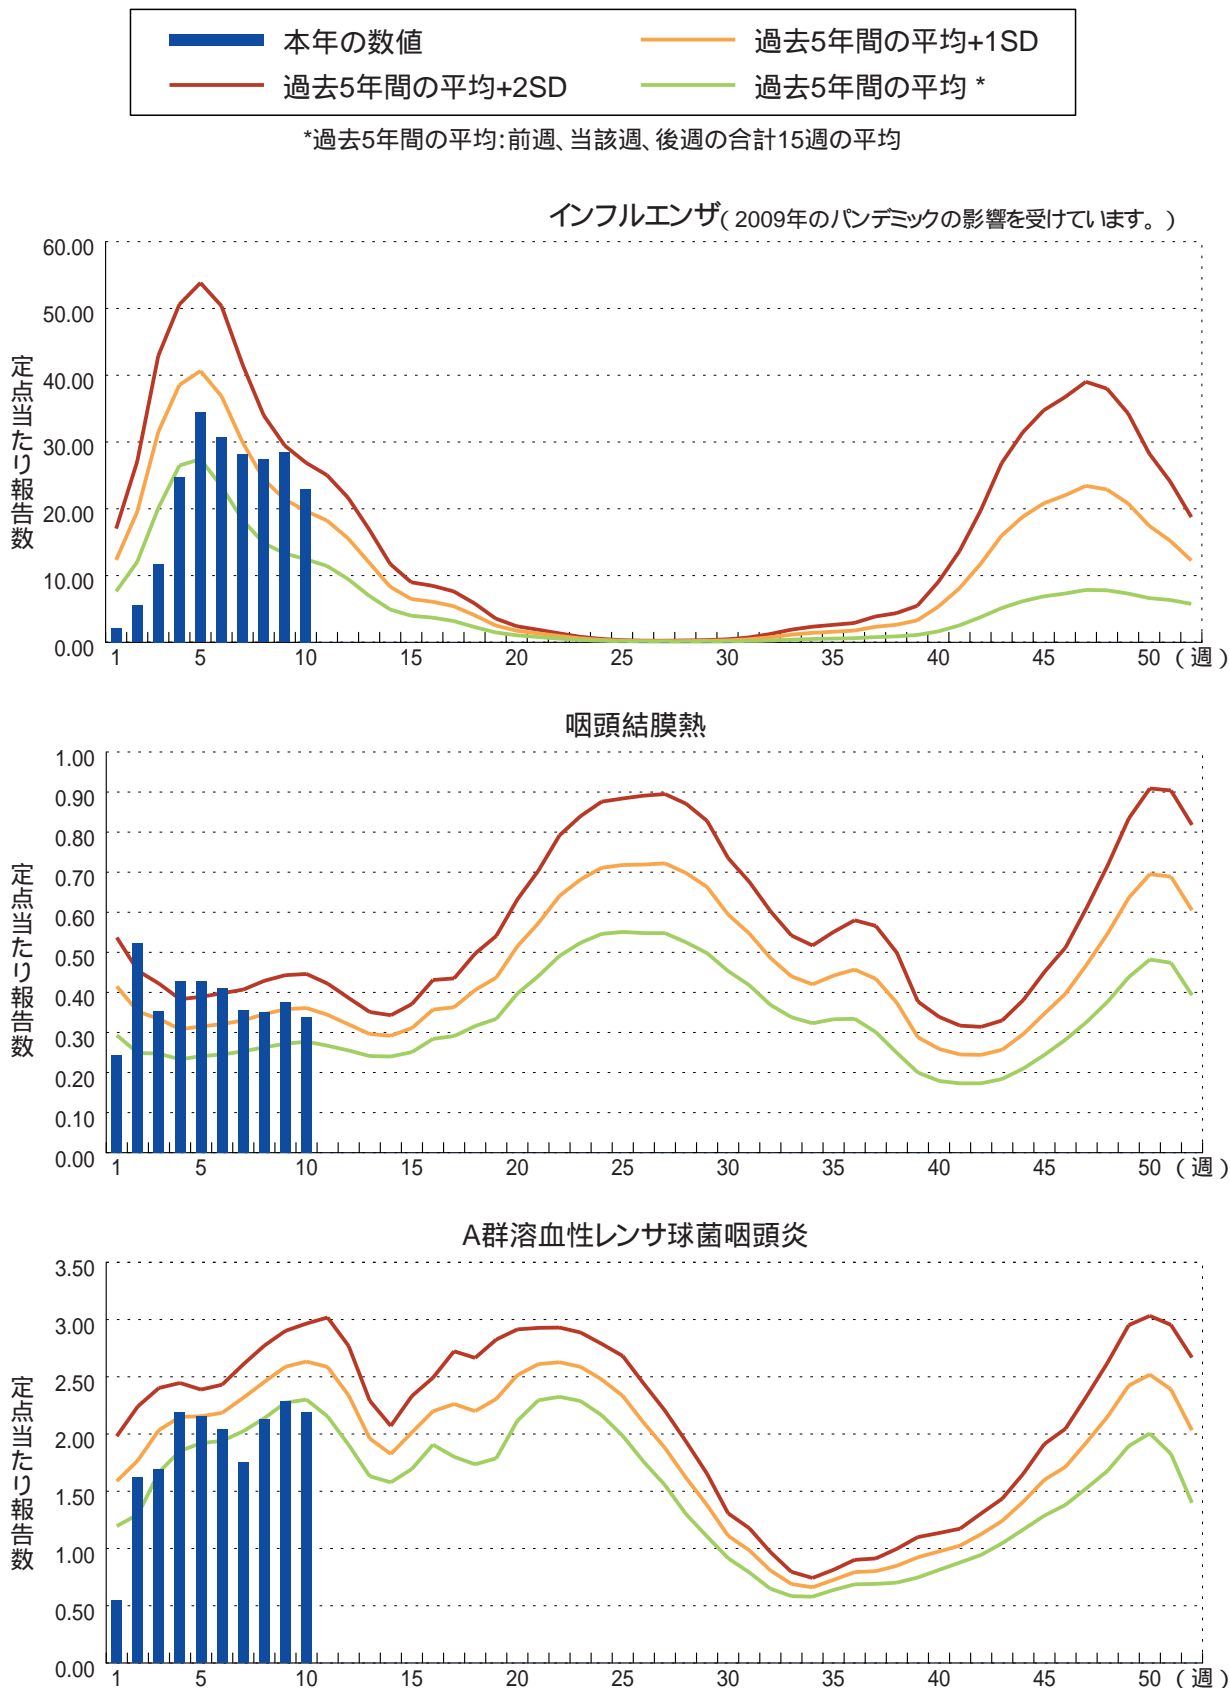 本年の数値
過去5年間の平均+1SD
過去5年間の平均+2SD
過去5年間の平均 *
*過去5年間の平均:前週、当該週、後週の合計15週の平均
インフルエンザ( 2009年のパンデミックの影響を受けています。 )
定点当たり報告数
60.00
50.00
40.00
30.00
20.00
10.00
0.00
1 5 10 15 20 25 30 35 40 45 50 (週)
咽頭結膜熱
定点当たり報告数
1.00
0.90
0.80
0.70
0.60
0.50
0.40
0.30
0.20
0.10
0.00
1 5 10 15 20 25 30 35 40 45 50 (週)
A群溶血性レンサ球菌咽頭炎
定点当たり報告数
3.50
3.00
2.50
2.00
1.50
1.00
0.50
0.00
1 5 10 15 20 25 30 35 40 45 50 (週)